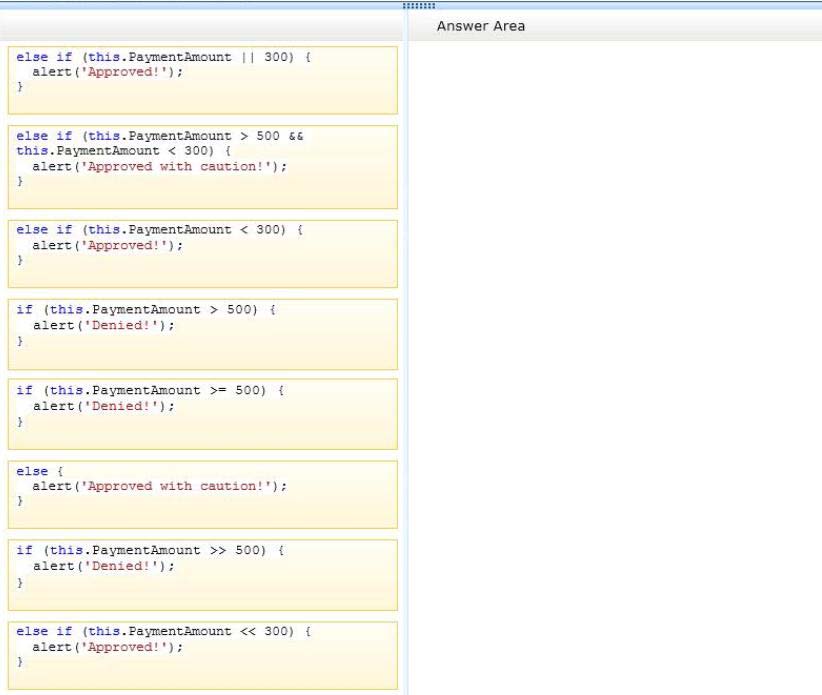 Answer Area
else if (this.PaymentAmount || 300) {
  alert('Approved!');
}
else if (this.PaymentAmount > 500 &&
this.PaymentAmount < 300) {
  alert('Approved with caution!');
}
else if (this.PaymentAmount < 300) {
  alert('Approved!');
}
if (this.PaymentAmount > 500) {
  alert('Denied!');
}
if (this.PaymentAmount >= 500) {
  alert('Denied!');
}
else {
  alert('Approved with caution!');
}
if (this.PaymentAmount >> 500) {
  alert('Denied!');
}
else if (this.PaymentAmount << 300) {
  alert('Approved!');
}